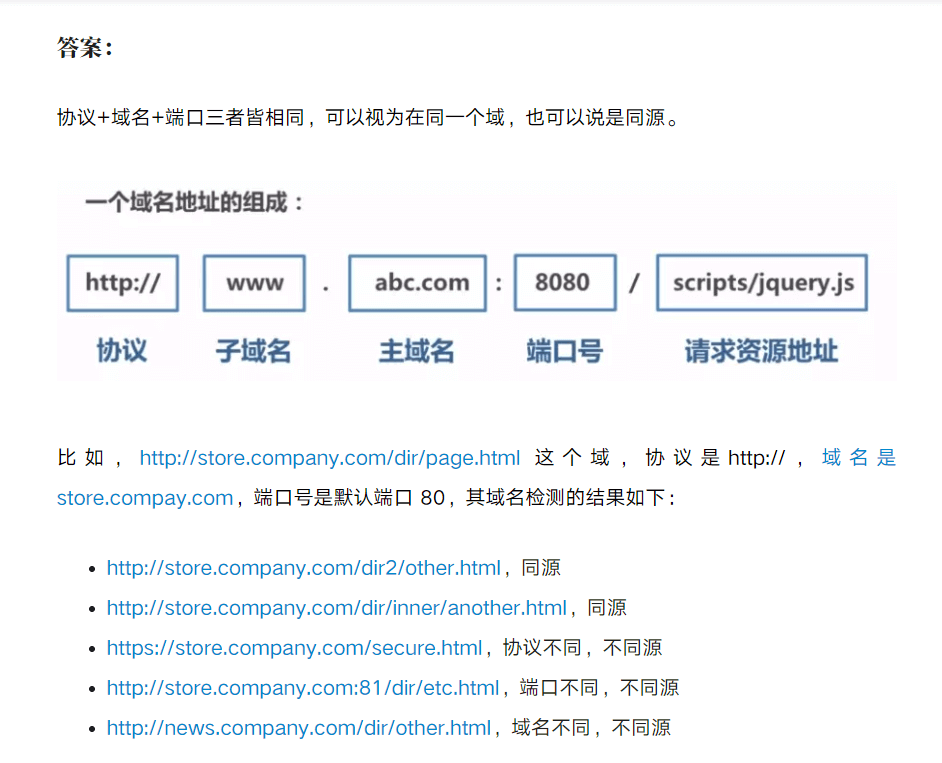 答案：
协议+域名+端口三者皆相同，可以视为在同一个域，也可以说是同源。
一个域名地址的组成：
http:// www . abc.com : 8080 / scripts/jquery.js
协议 子域名 主域名 端口号 请求资源地址
比如，http://store.company.com/dir/page.html 这个域，协议是http://，域名是
store.compay.com，端口号是默认端口 80，其域名检测的结果如下：
• http://store.company.com/dir2/other.html，同源
• http://store.company.com/dir/inner/another.html，同源
• https://store.company.com/secure.html，协议不同，不同源
• http://store.company.com:81/dir/etc.html，端口不同，不同源
• http://news.company.com/dir/other.html，域名不同，不同源